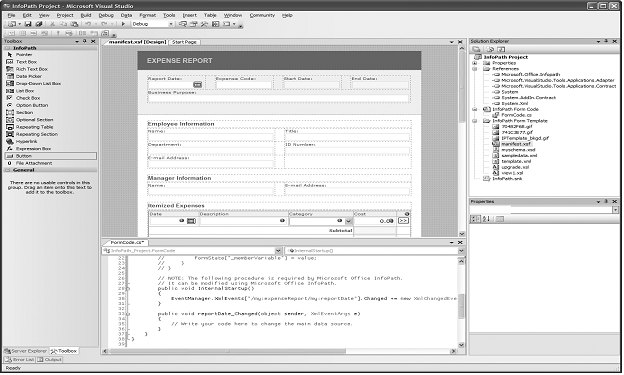 InfoPath Project - Microsoft Visual Studio
File Edit View Project Build Debug Data Format Tools Insert Table Window Community Help
Debug
Toolbox
InfoPath
Pointer
Text Box
Rich Text Box
Date Picker
Drop-Down List Box
List Box
Check Box
Option Button
Section
Optional Section
Repeating Table
Repeating Section
Hyperlink
Expression Box
Button
File Attachment
General
There are no usable controls in this
group. Drag an item onto this text to
add it to the toolbox.
Server Explorer Toolbox
Error List Output
Ready
manifest.xsf [Design] Start Page
EXPENSE REPORT
Report Date: Expense Code: Start Date: End Date:
Business Purpose:
Employee Information
Name: Title:
Department: ID Number:
E-mail Address:
Manager Information
Name: E-mail Address:
Itemized Expenses
Date Description Category Cost
0.00
Subtotal
FormCode.cs*
InfoPath_Project.FormCode InternalStartup()
22 // FormState["_memberVariable"] = value;
23 // }
24 // }
25
26 // NOTE: The following procedure is required by Microsoft Office InfoPath.
27 // It can be modified using Microsoft Office InfoPath.
28 public void InternalStartup()
29 {
30 EventManager.XmlEvents["/my:expenseReport/my:reportDate"].Changed += new XmlChangedEve
31 }
32
33 public void reportDate_Changed(object sender, XmlEventArgs e)
34 {
35 // Write your code here to change the main data source.
36 }
37 }
38 }
39
Solution Explorer
InfoPath Project
Properties
References
Microsoft.Office.Infopath
Microsoft.VisualStudio.Tools.Applications.Adapter
Microsoft.VisualStudio.Tools.Applications.Contract
System
System.AddIn.Contract
System.Xml
InfoPath Form Code
FormCode.cs
InfoPath Form Template
manifest.xsf
myschema.xsd
sampledata.xml
template.xml
upgrade.xsl
view1.xsl
InfoPath.snk
Properties